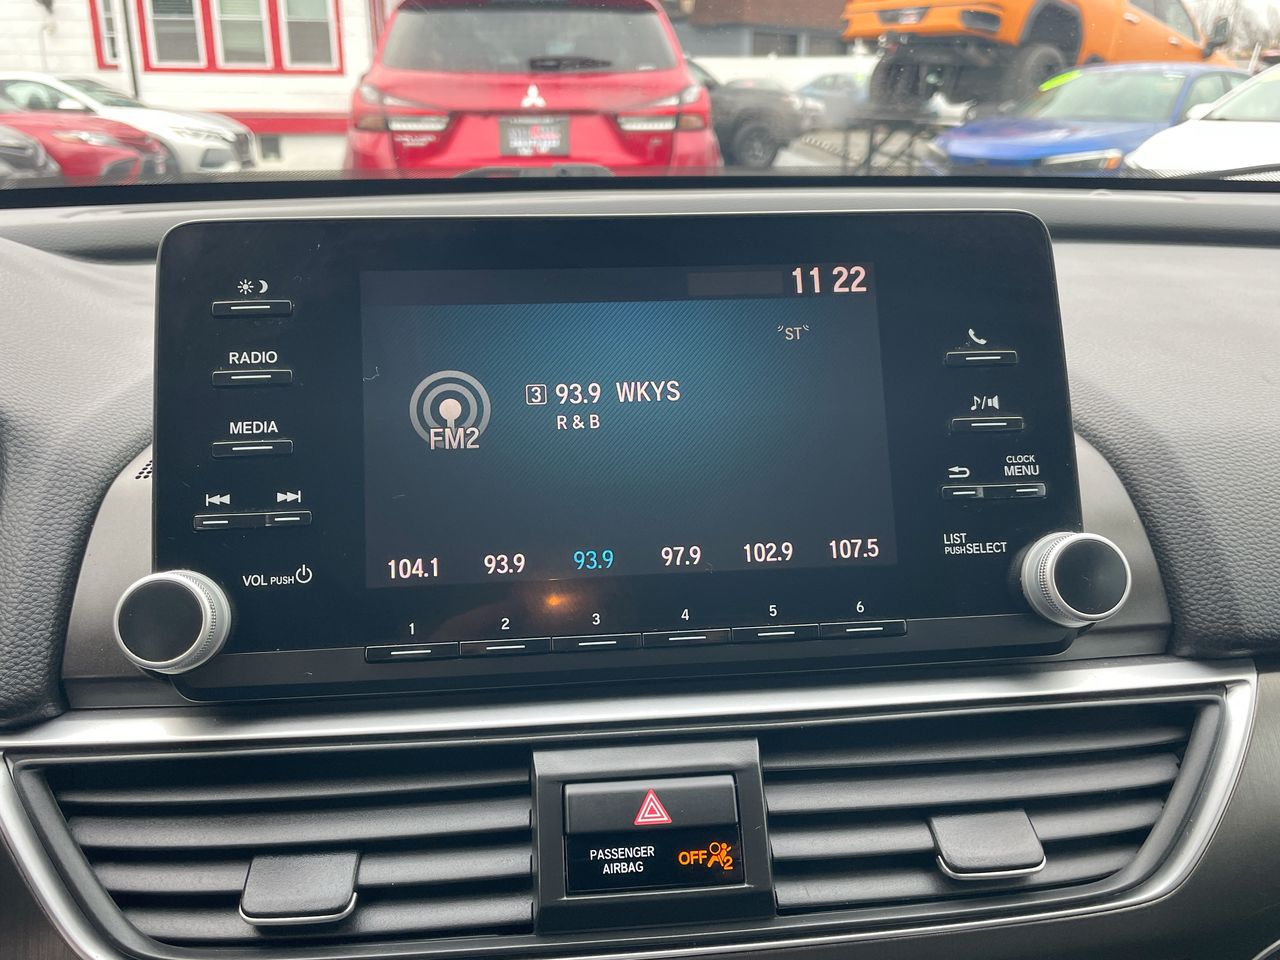 11 22
RADIO
MEDIA
VOL PUSH
"ST"
3 93.9 WKYS
R & B
FM2
104.1 93.9 93.9 97.9 102.9 107.5
1 2 3 4 5 6
CLOCK
MENU
LIST
PUSH SELECT
PASSENGER
AIRBAG
OFF 2